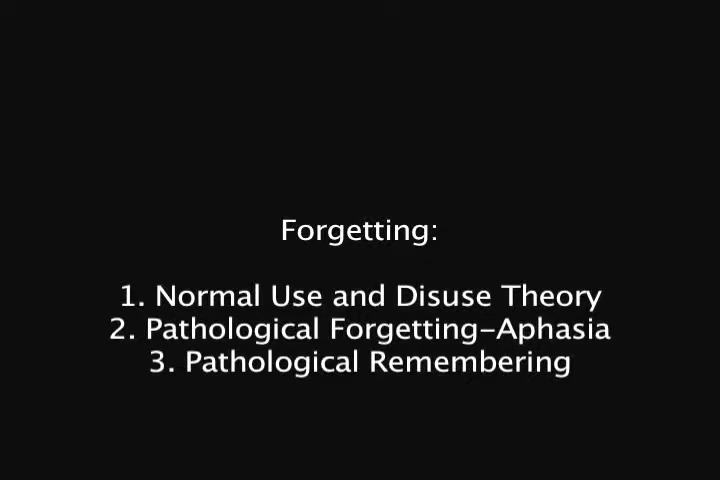 Forgetting:
1. Normal Use and Disuse Theory
2. Pathological Forgetting–Aphasia
3. Pathological Remembering